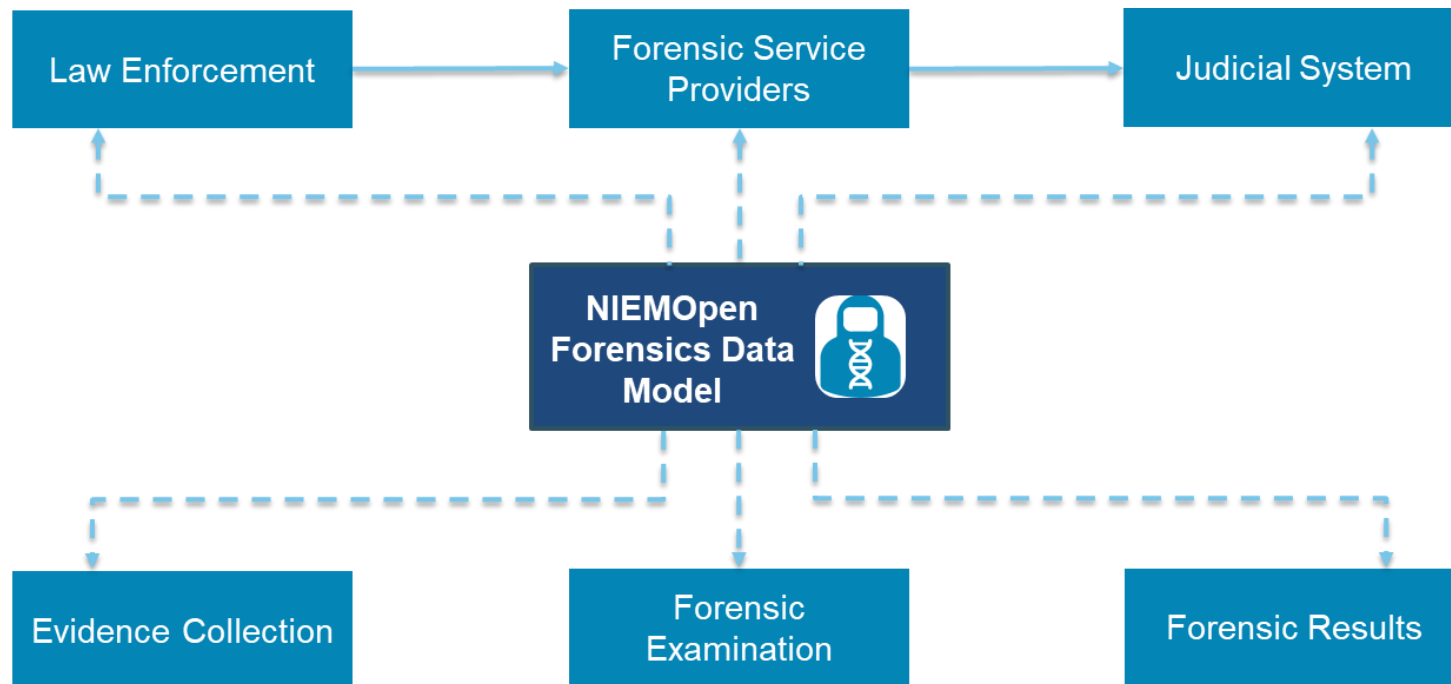 Law Enforcement
Forensic Service
Providers
Judicial System
NIEMOpen
Forensics Data
Model
Evidence Collection
Forensic
Examination
Forensic Results